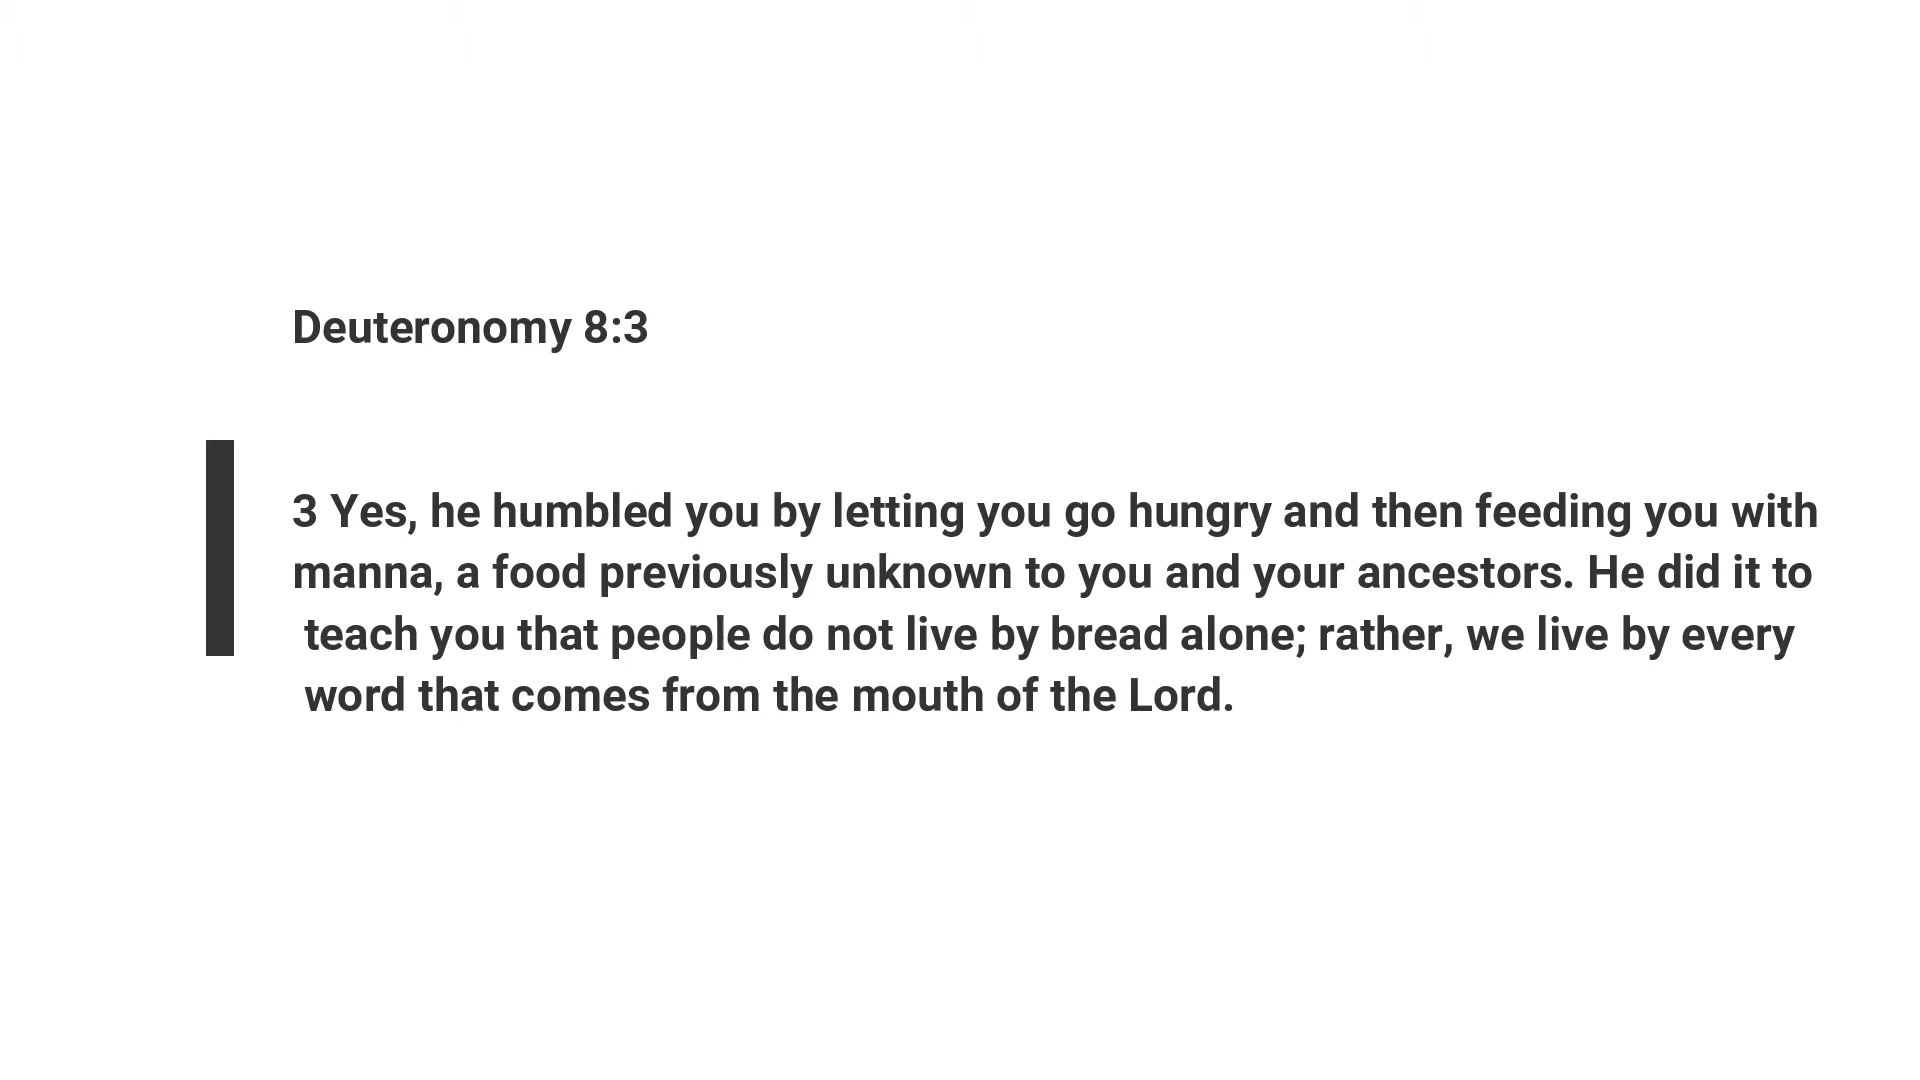 Deuteronomy 8:3
3 Yes, he humbled you by letting you go hungry and then feeding you with
manna, a food previously unknown to you and your ancestors. He did it to
teach you that people do not live by bread alone; rather, we live by every
word that comes from the mouth of the Lord.